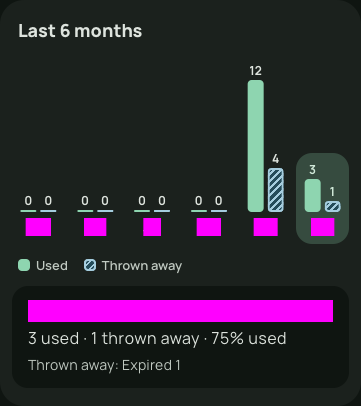 Last 6 months
12
4
3
1
0 0 0 0 0 0 0 0
Used Thrown away
3 used · 1 thrown away · 75% used
Thrown away: Expired 1